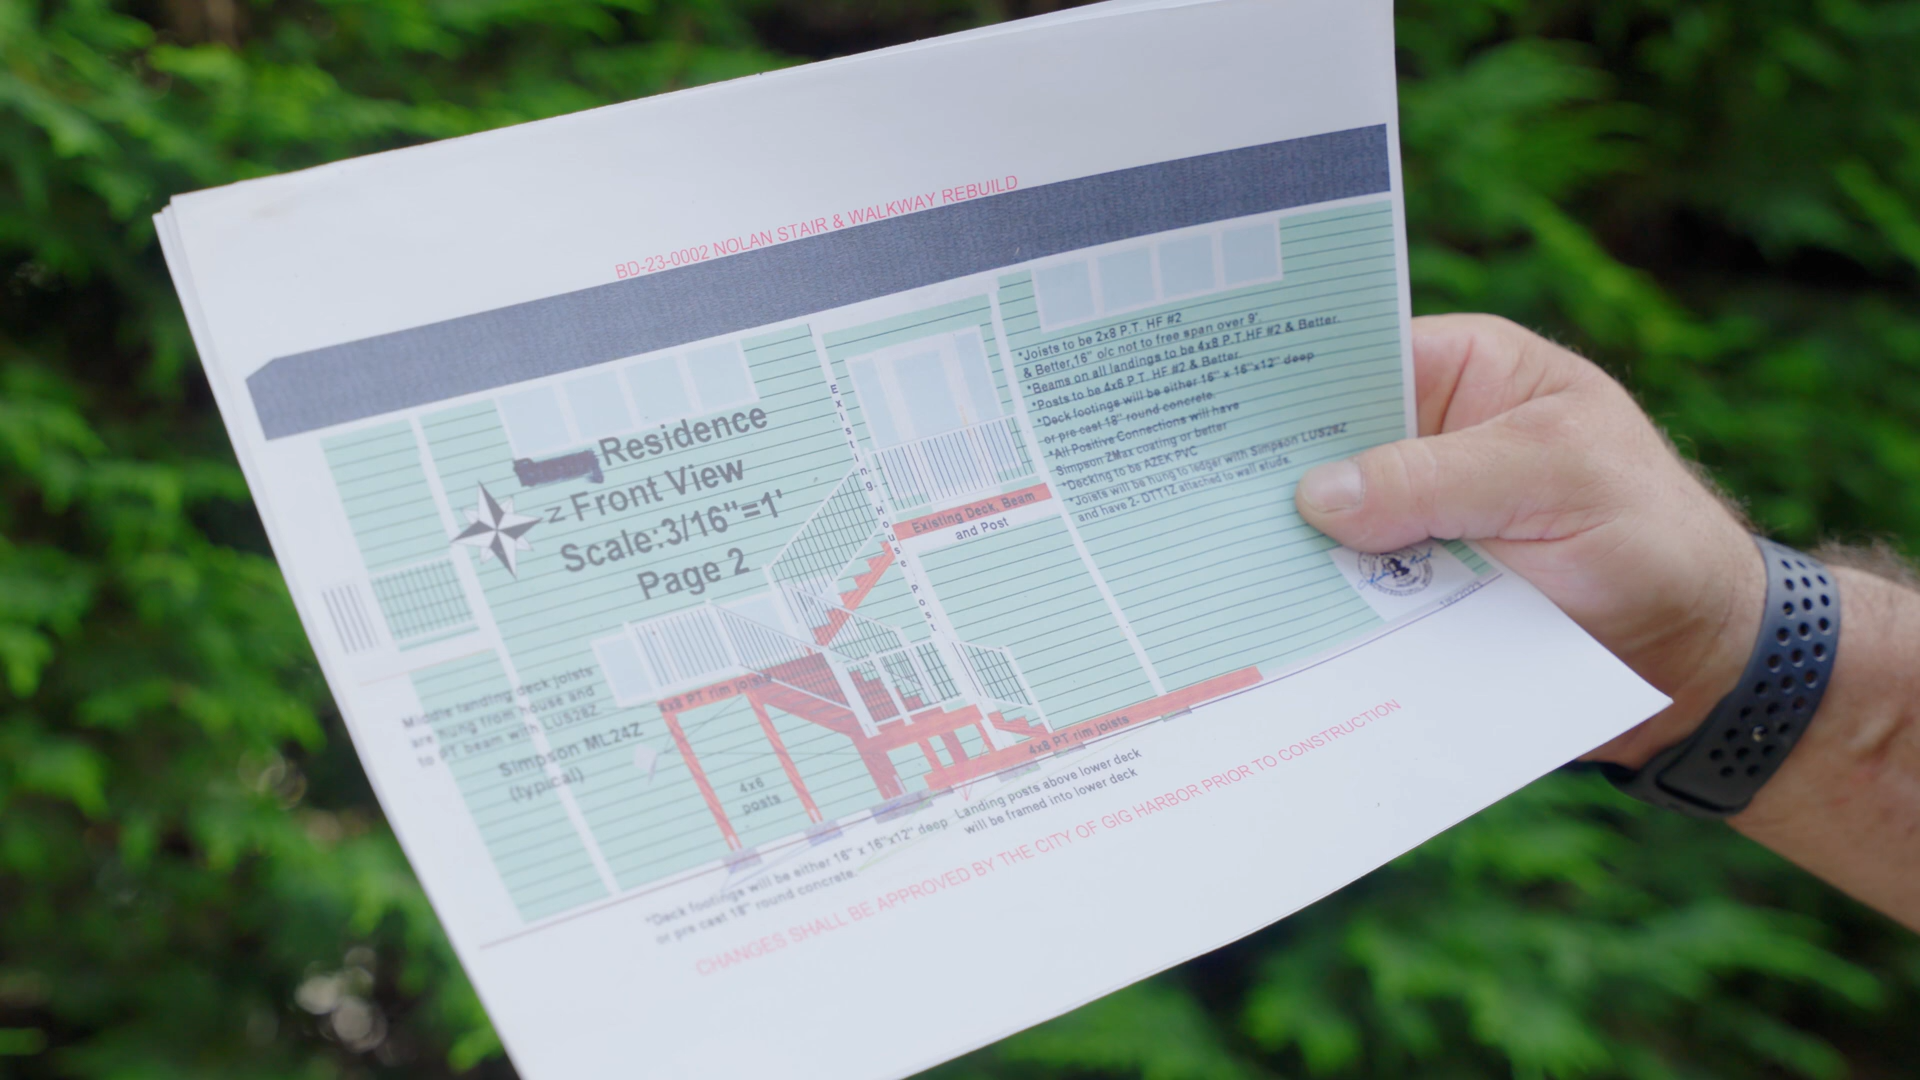 BD-23-0002 NOLAN STAIR & WALKWAY REBUILD
Residence
Front View
Scale:3/16"=1'
Page 2
N
Existing House Post
*Joists to be 2x8 P.T. HF #2
& Better,16" o/c not to free span over 9'.
*Beams on all landings to be 4x8 P.T.HF #2 & Better.
*Posts to be 4x6 P.T. HF #2 & Better.
*Deck footings will be either 16" x 16"x12" deep
or pre cast 18" round concrete.
*All Positive Connections will have
Simpson ZMax coating or better
*Decking to be AZEK PVC
*Joists will be hung to ledger with Simpson LUS28Z
and have 2- DTT1Z attached to wall studs.
Existing Deck Beam
and Post
Middle landing deck joists
are hung from house and
to PT beam with LUS28Z
Simpson ML24Z
(typical)
4x8 PT rim joists
4x6
posts
4x8 PT rim joists
Landing posts above lower deck
will be framed into lower deck
*Deck footings will be either 16" x 16"x12" deep
or pre cast 18" round concrete.
CHANGES SHALL BE APPROVED BY THE CITY OF GIG HARBOR PRIOR TO CONSTRUCTION